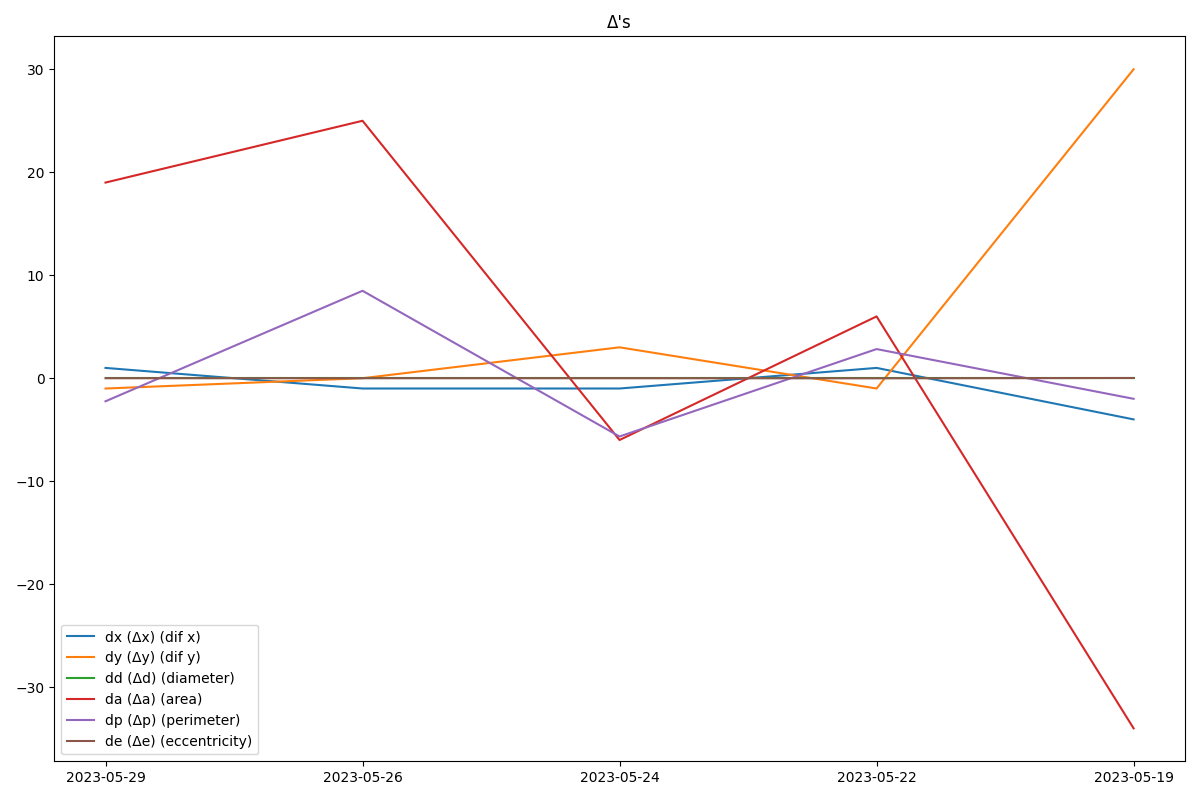 Δ's
30
20
10
0
−10
−20
−30
dx (Δx) (dif x)
dy (Δy) (dif y)
dd (Δd) (diameter)
da (Δa) (area)
dp (Δp) (perimeter)
de (Δe) (eccentricity)
2023-05-29 2023-05-26 2023-05-24 2023-05-22 2023-05-19